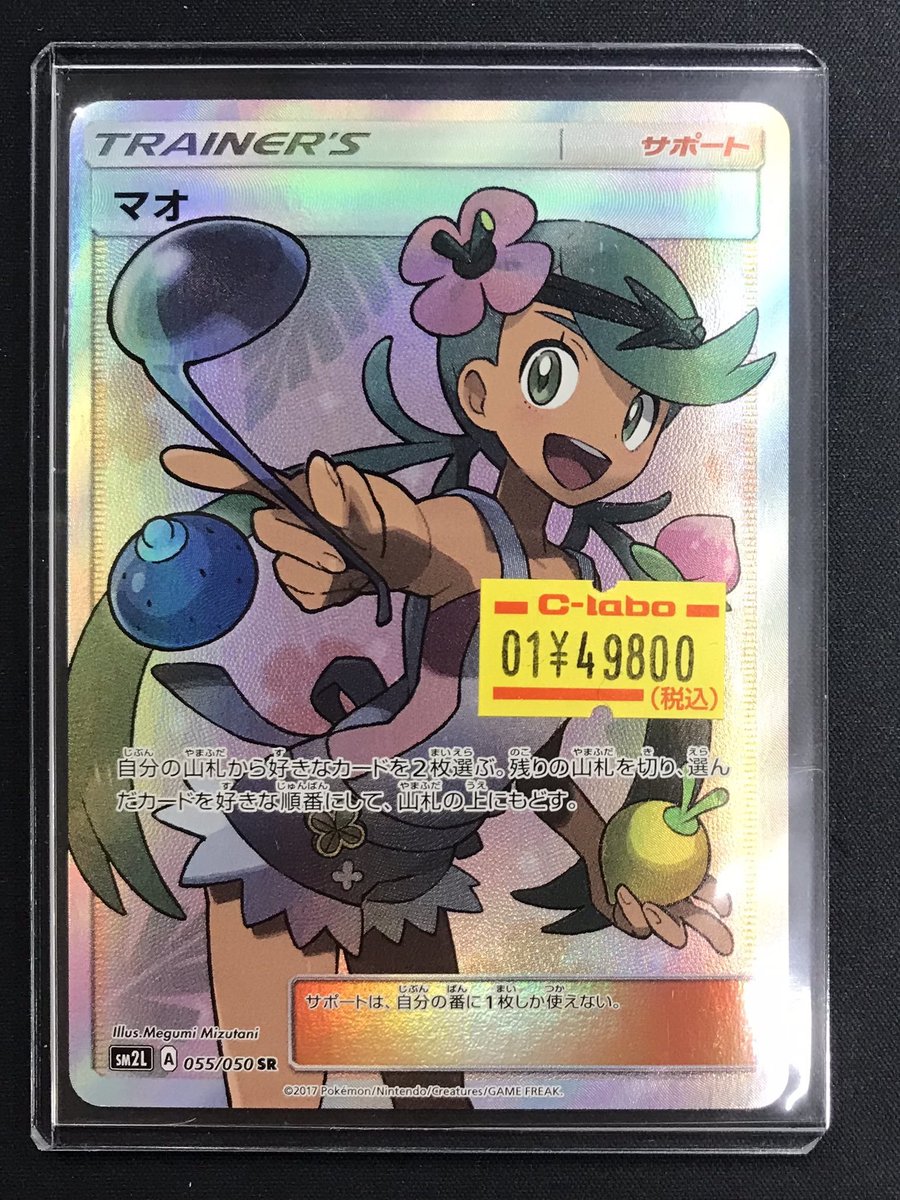 TRAINER'S
サポート
マオ
C-labo
01¥49800
(税込)
自分の山札から好きなカードを2枚選ぶ。残りの山札を切り、選ん
だカードを好きな順番にして、山札の上にもどす。
サポートは、自分の番に1枚しか使えない。
Illus.Megumi Mizutani
SM2L A 055/050 SR
©2017 Pokémon/Nintendo/Creatures/GAME FREAK.